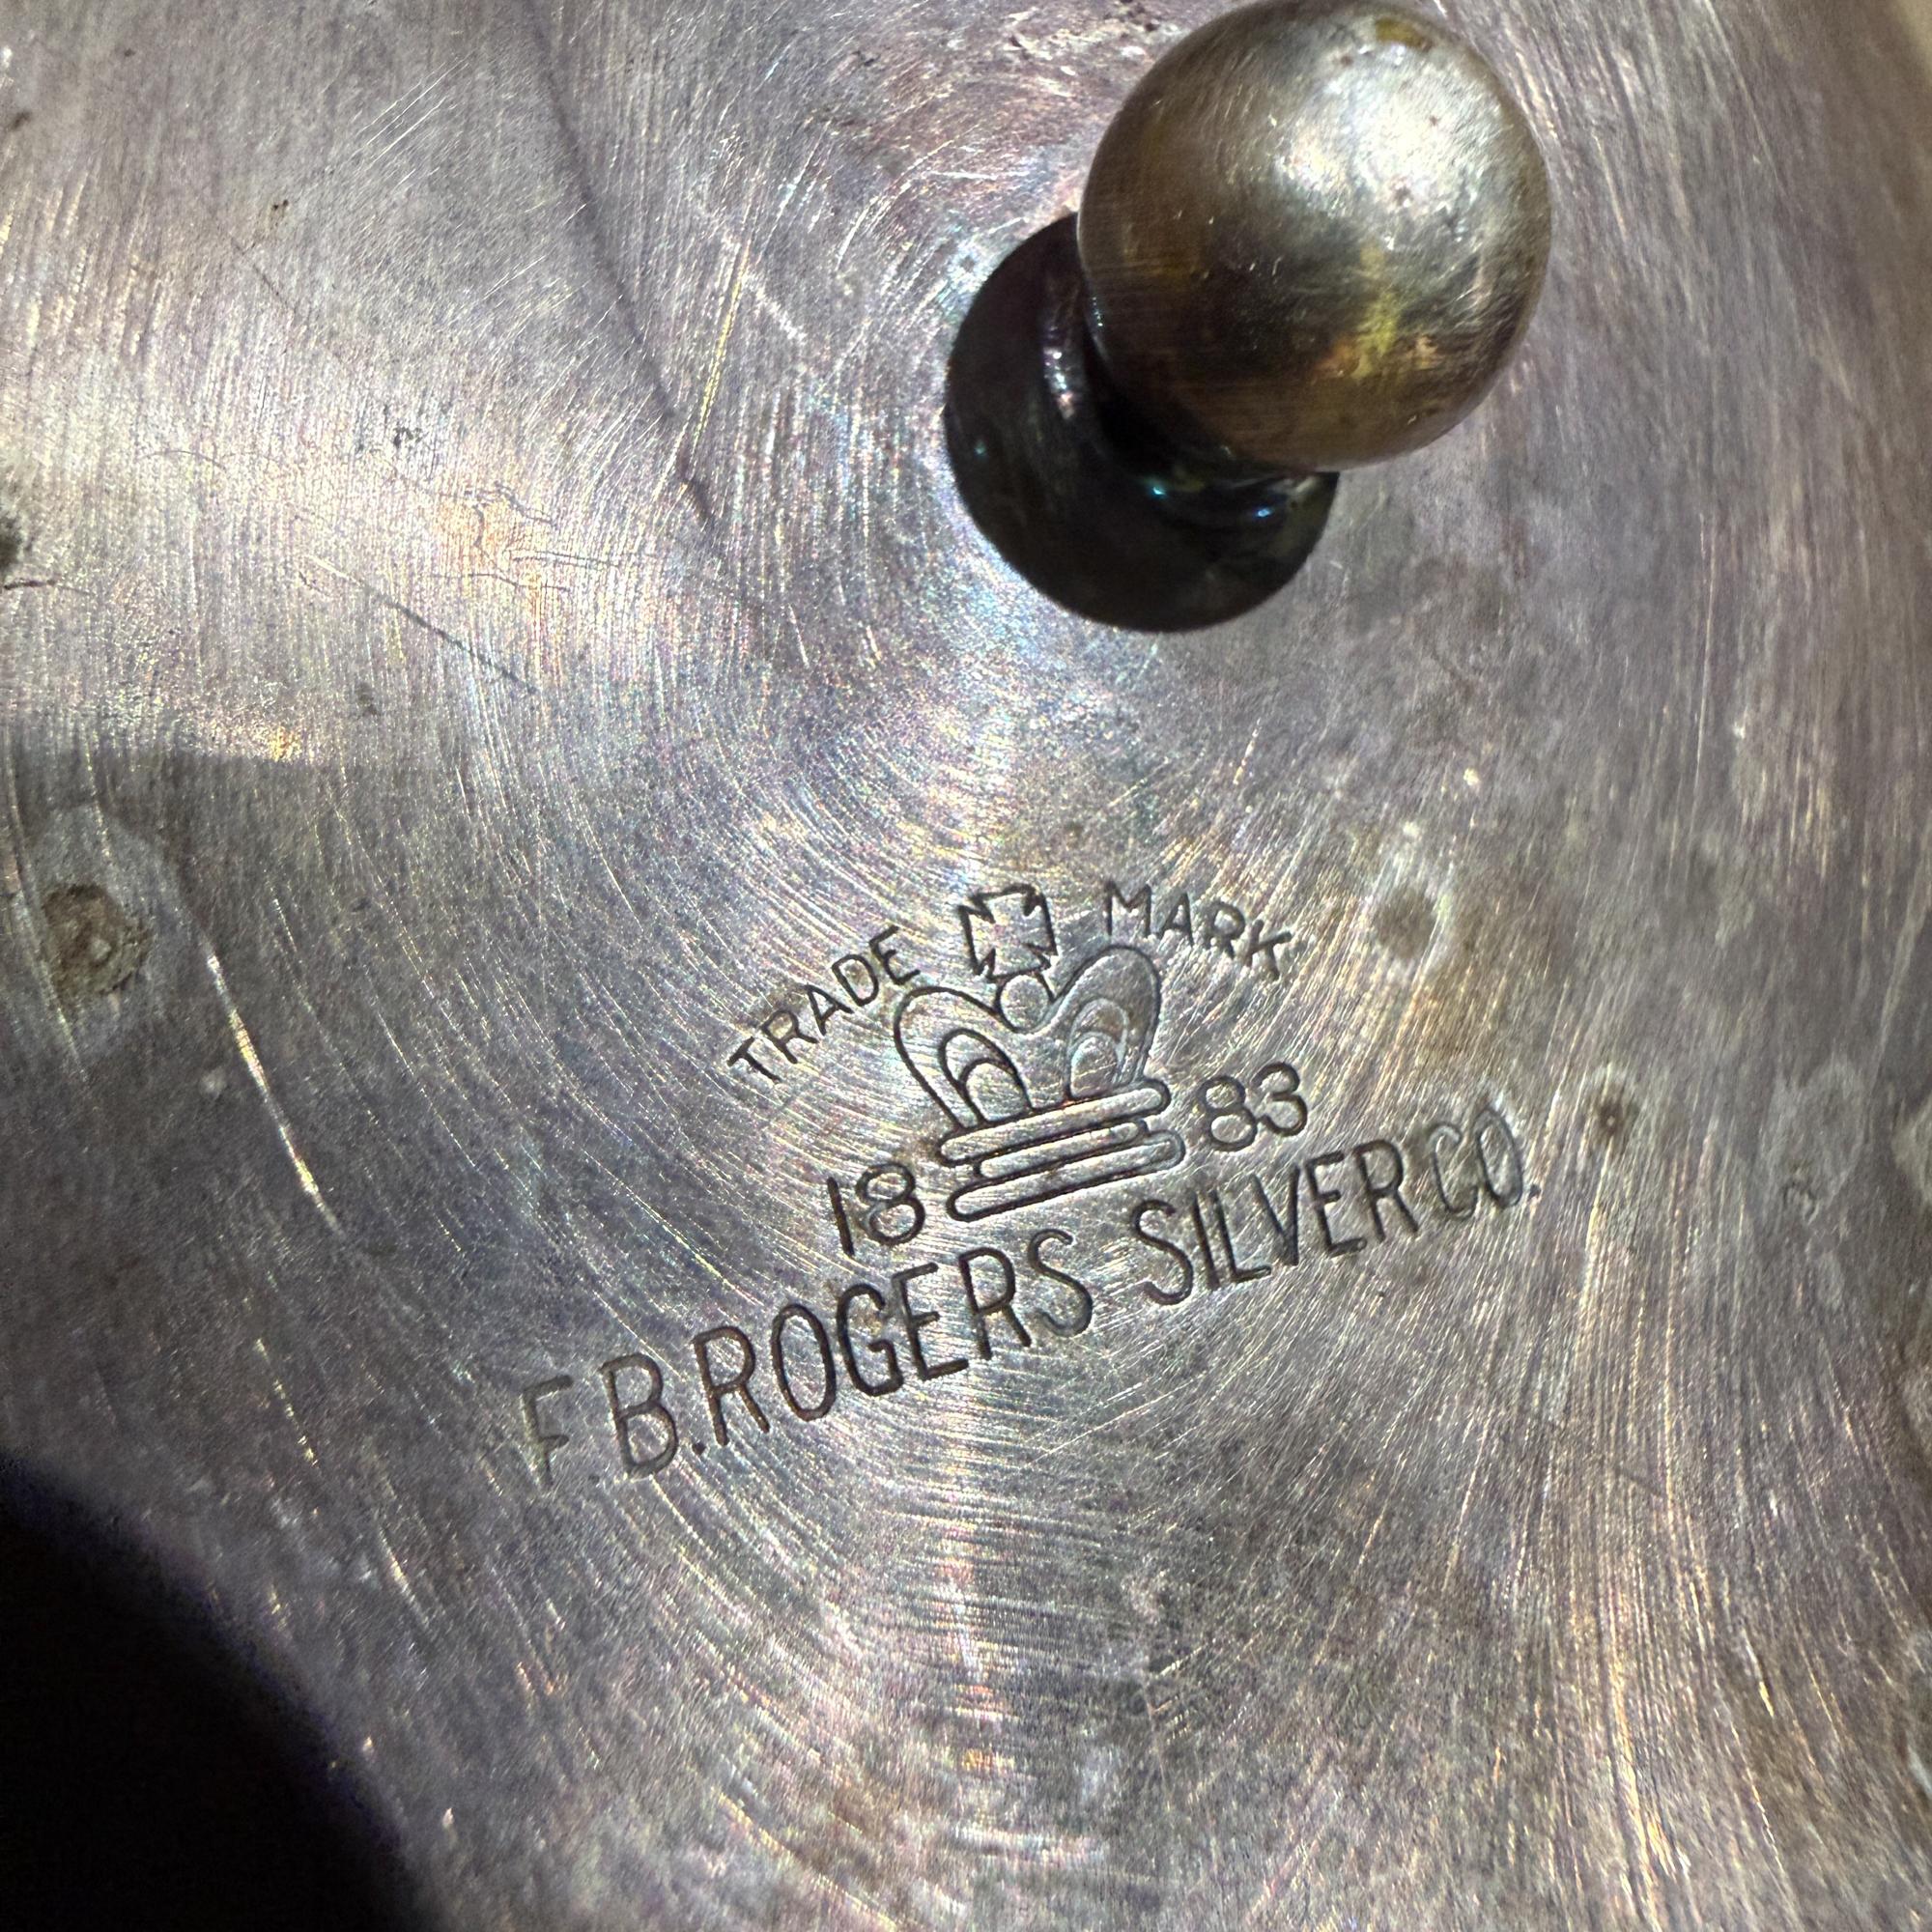 TRADE MARK
18 83
F.B.ROGERS SILVER CO.